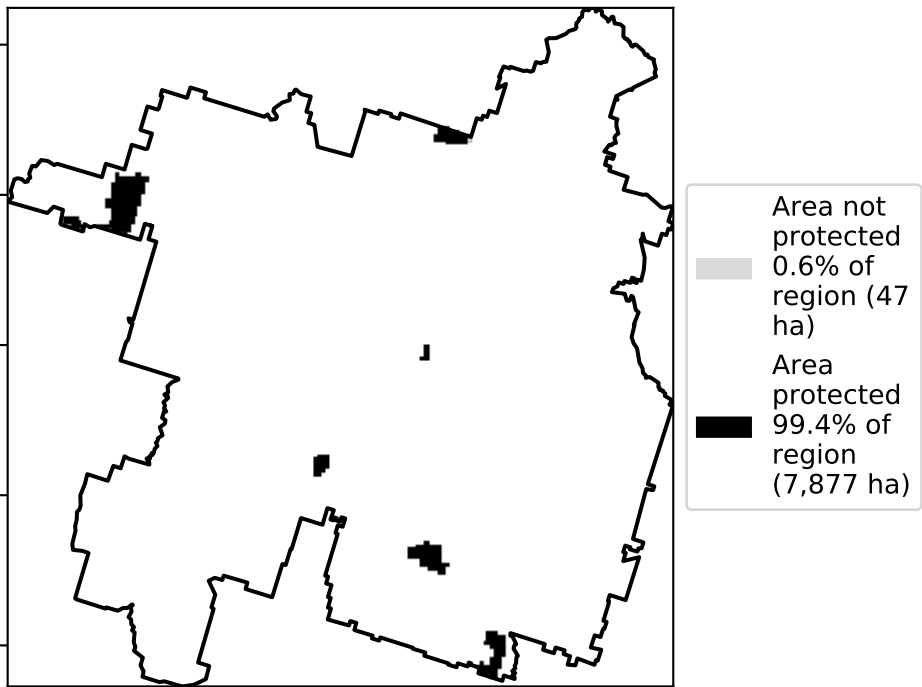 Area not
protected
0.6% of
region (47
ha)
Area
protected
99.4% of
region
(7,877 ha)